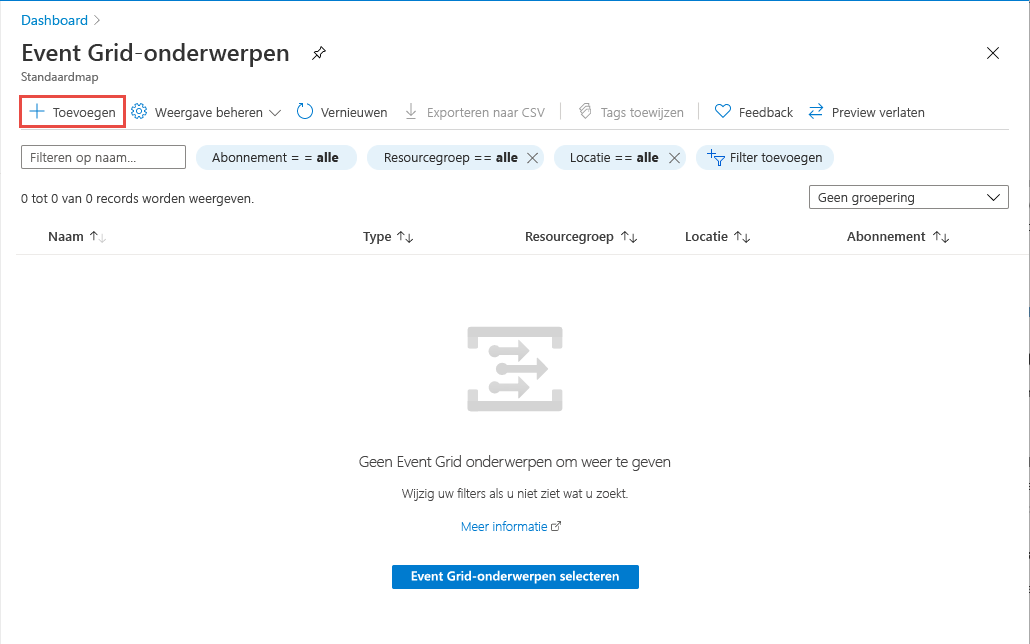 Dashboard
Event Grid-onderwerpen
Standaardmap
Toevoegen Weergave beheren Vernieuwen Exporteren naar CSV Tags toewijzen Feedback Preview verlaten
Filteren op naam... Abonnement = = alle Resourcegroep == alle Locatie == alle Filter toevoegen
0 tot 0 van 0 records worden weergeven.
Geen groepering
Naam Type Resourcegroep Locatie Abonnement
Geen Event Grid onderwerpen om weer te geven
Wijzig uw filters als u niet ziet wat u zoekt.
Meer informatie
Event Grid-onderwerpen selecteren